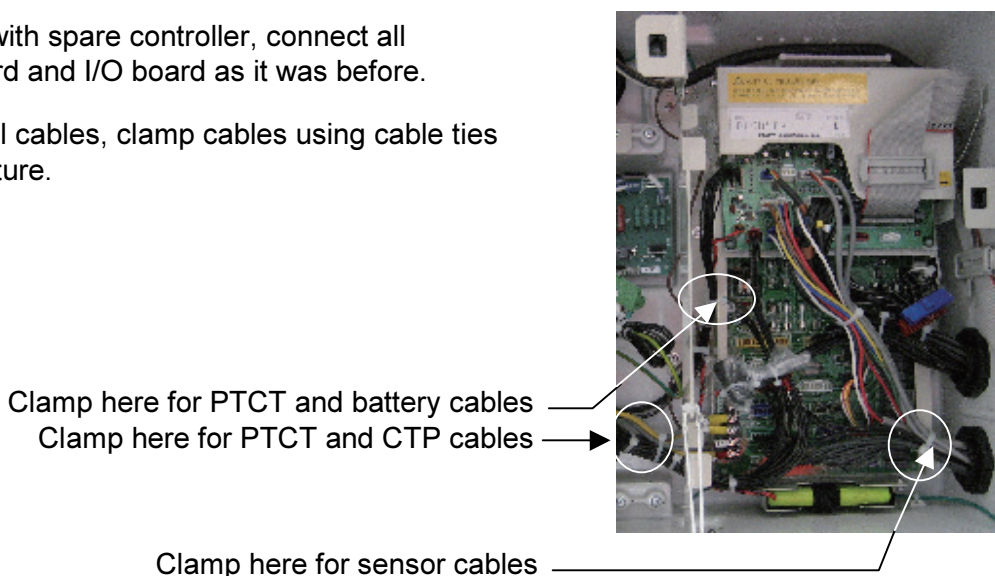 with spare controller, connect all
rd and I/O board as it was before.
l cables, clamp cables using cable ties
ture.
Clamp here for PTCT and battery cables
Clamp here for PTCT and CTP cables
Clamp here for sensor cables